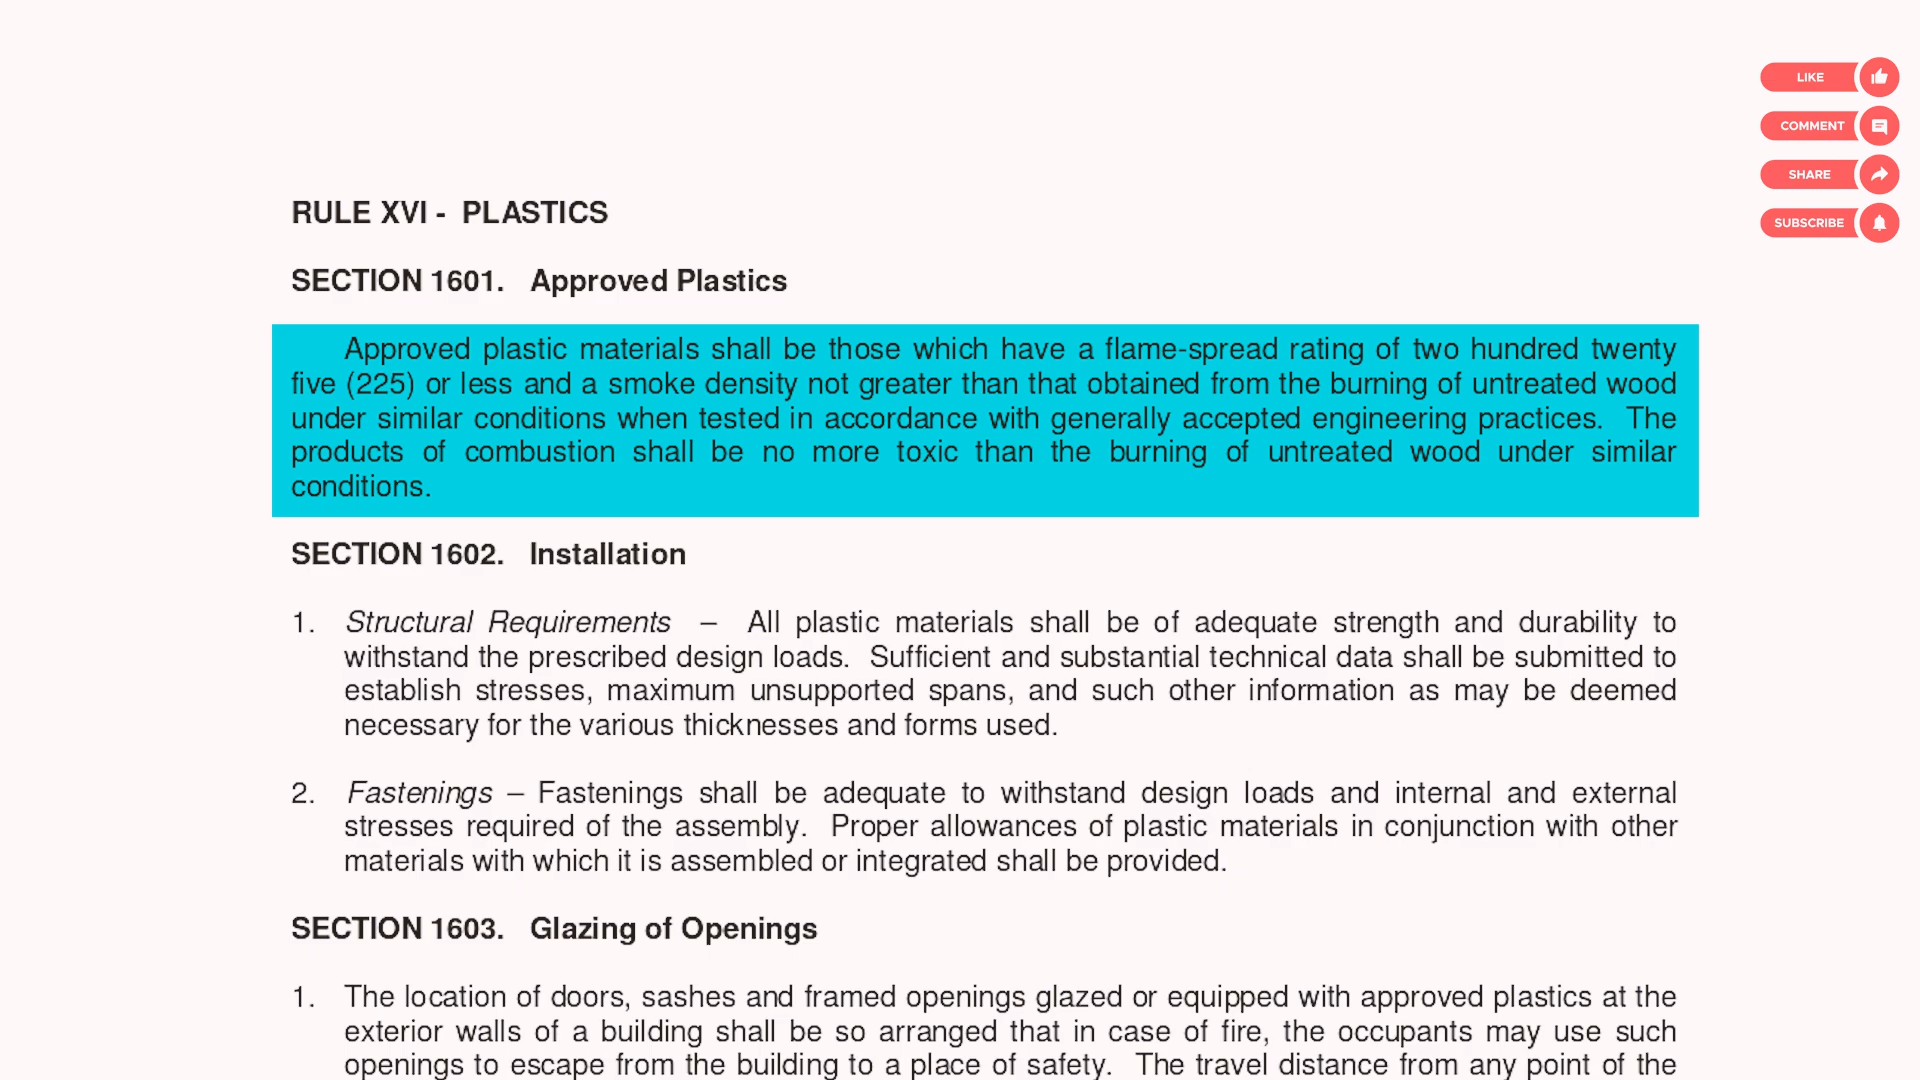 LIKE
COMMENT
SHARE
SUBSCRIBE
RULE XVI - PLASTICS
SECTION 1601. Approved Plastics
Approved plastic materials shall be those which have a flame-spread rating of two hundred twenty
five (225) or less and a smoke density not greater than that obtained from the burning of untreated wood
under similar conditions when tested in accordance with generally accepted engineering practices. The
products of combustion shall be no more toxic than the burning of untreated wood under similar
conditions.
SECTION 1602. Installation
1. Structural Requirements – All plastic materials shall be of adequate strength and durability to
withstand the prescribed design loads. Sufficient and substantial technical data shall be submitted to
establish stresses, maximum unsupported spans, and such other information as may be deemed
necessary for the various thicknesses and forms used.
2. Fastenings – Fastenings shall be adequate to withstand design loads and internal and external
stresses required of the assembly. Proper allowances of plastic materials in conjunction with other
materials with which it is assembled or integrated shall be provided.
SECTION 1603. Glazing of Openings
1. The location of doors, sashes and framed openings glazed or equipped with approved plastics at the
exterior walls of a building shall be so arranged that in case of fire, the occupants may use such
openings to escape from the building to a place of safety. The travel distance from any point of the